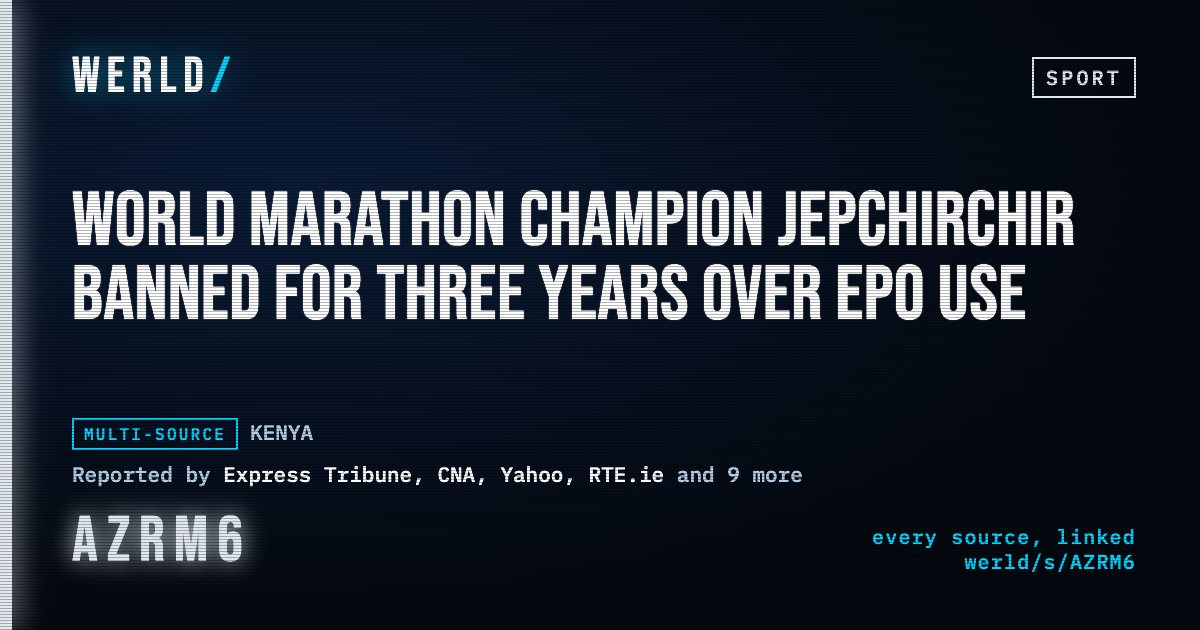 WERLD/
SPORT
WORLD MARATHON CHAMPION JEPCHIRCHIR
BANNED FOR THREE YEARS OVER EPO USE
MULTI-SOURCE KENYA
Reported by Express Tribune, CNA, Yahoo, RTE.ie and 9 more
AZRM6
every source, linked
werld/s/AZRM6